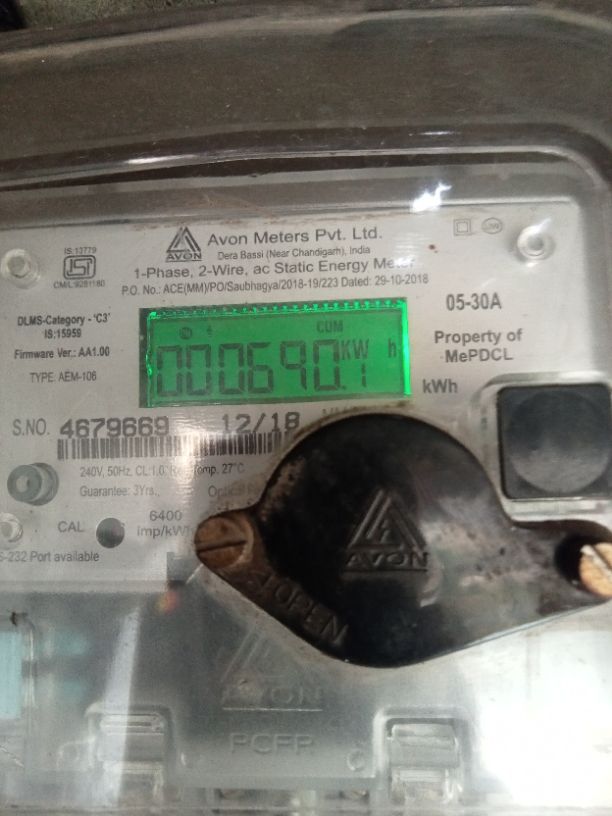 Avon Meters Pvt. Ltd.
Dera Bassi (Near Chandigarh), India
1-Phase, 2-Wire, ac Static Energy Meter
P.O. No.: ACE(MM)/PO/Saubhagya/2018-19/223 Dated: 29-10-2018
IS:13779
ISI
CM/L:9281180
AVON
05-30A
DLMS-Category - 'C3'
IS:15959
Firmware Ver.: AA1.00
TYPE: AEM-106
CUM
000690.1 KW h
kWh
Property of
MePDCL
S.NO. 4679669 12/18
240V, 50Hz, CL:1.0, Temp. 27°C
Guarantee: 3Yrs.,
CAL
6400
imp/kWh
Port available
AVON
OPEN
AVON